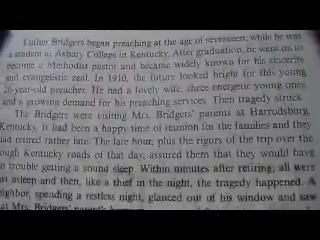 Luther Bridgers began preaching at the age of seventeen, while he was
a student in Asbury College in Kentucky. After graduation, he went on to
become a Methodist pastor and became widely known for his sincerity
and evangelistic zeal. In 1910, the future looked bright for this young
26-year-old preacher. He had a lovely wife, three energetic young ones
and a growing demand for his preaching services. Then tragedy struck.
The Bridgers were visiting Mrs. Bridgers' parents at Harrodsburg,
Kentucky. It had been a happy time of reunion for the families and they
had retired rather late. The late hour, plus the rigors of the trip over the
ough Kentucky roads of that day, assured them that they would have
o trouble getting a sound sleep. Within minutes after retiring, all were
st asleep and then, like a thief in the night, the tragedy happened. A
eighbor, spending a restless night, glanced out of his window and saw
at Mrs. Bridgers' parent's